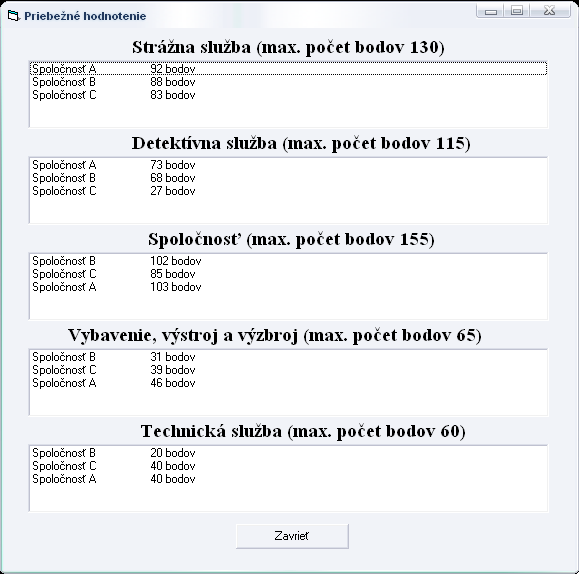 Priebežné hodnotenie
Strážna služba (max. počet bodov 130)
Spoločnosť A 92 bodov
Spoločnosť B 88 bodov
Spoločnosť C 83 bodov
Detektívna služba (max. počet bodov 115)
Spoločnosť A 73 bodov
Spoločnosť B 68 bodov
Spoločnosť C 27 bodov
Spoločnosť (max. počet bodov 155)
Spoločnosť B 102 bodov
Spoločnosť C 85 bodov
Spoločnosť A 103 bodov
Vybavenie, výstroj a výzbroj (max. počet bodov 65)
Spoločnosť B 31 bodov
Spoločnosť C 39 bodov
Spoločnosť A 46 bodov
Technická služba (max. počet bodov 60)
Spoločnosť B 20 bodov
Spoločnosť C 40 bodov
Spoločnosť A 40 bodov
Zavrieť